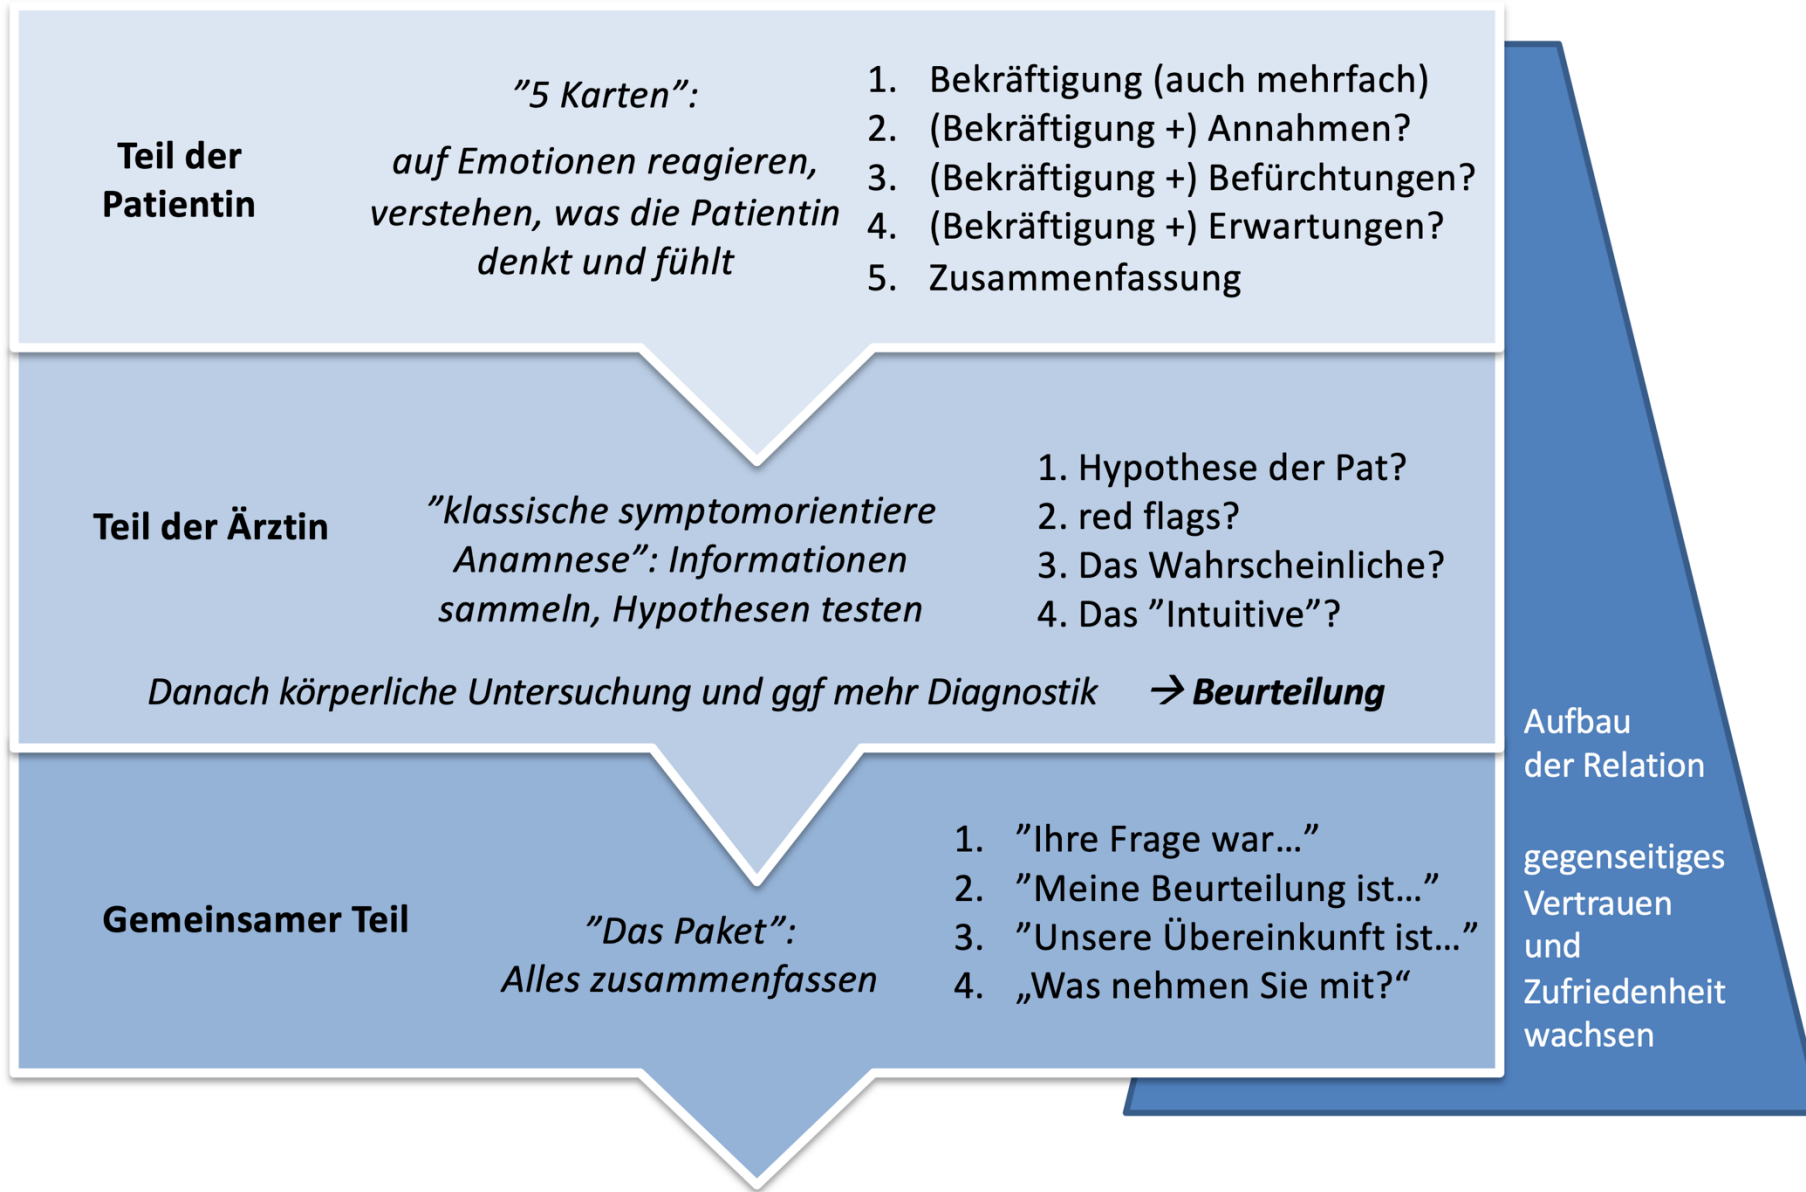 Teil der
Patientin
”5 Karten”:
auf Emotionen reagieren,
verstehen, was die Patientin
denkt und fühlt
1. Bekräftigung (auch mehrfach)
2. (Bekräftigung +) Annahmen?
3. (Bekräftigung +) Befürchtungen?
4. (Bekräftigung +) Erwartungen?
5. Zusammenfassung
Teil der Ärztin
”klassische symptomorientiere
Anamnese”: Informationen
sammeln, Hypothesen testen
1. Hypothese der Pat?
2. red flags?
3. Das Wahrscheinliche?
4. Das ”Intuitive”?
Danach körperliche Untersuchung und ggf mehr Diagnostik → Beurteilung
Gemeinsamer Teil
”Das Paket”:
Alles zusammenfassen
1. ”Ihre Frage war…”
2. ”Meine Beurteilung ist…”
3. ”Unsere Übereinkunft ist…”
4. „Was nehmen Sie mit?“
Aufbau
der Relation
gegenseitiges
Vertrauen
und
Zufriedenheit
wachsen